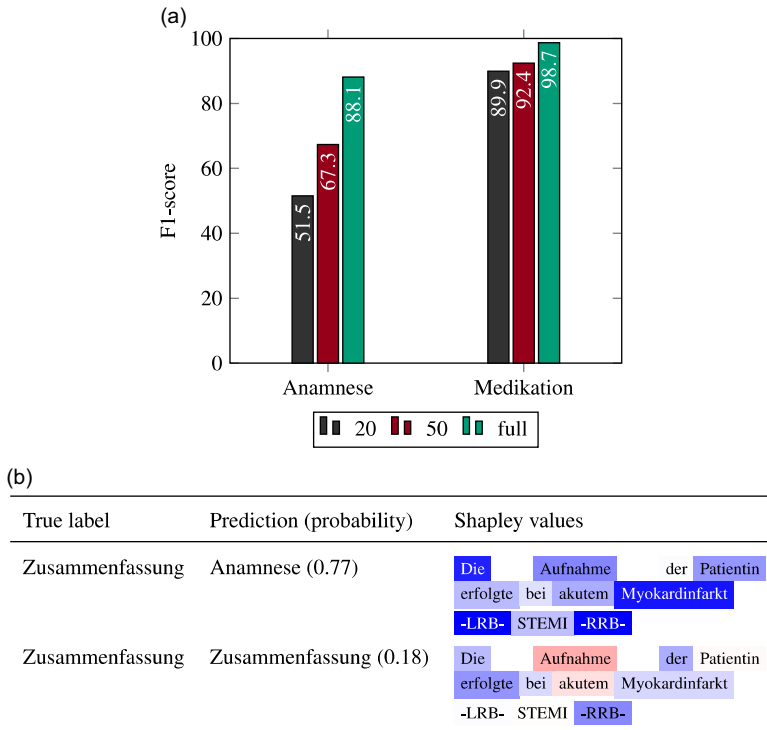 (a)
100
80
60
40
20
0
F1-score
51.5
67.3
88.1
89.9
92.4
98.7
Anamnese Medikation
20 50 full
(b)
True label Prediction (probability) Shapley values
Zusammenfassung Anamnese (0.77) Die Aufnahme der Patientin
erfolgte bei akutem Myokardinfarkt
-LRB- STEMI -RRB-
Zusammenfassung Zusammenfassung (0.18) Die Aufnahme der Patientin
erfolgte bei akutem Myokardinfarkt
-LRB- STEMI -RRB-